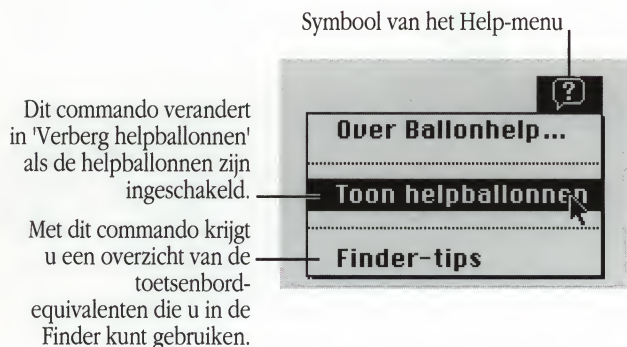 Symbool van het Help-menu
?
Over Ballonhelp...
Dit commando verandert
in 'Verberg helpballonnen'
als de helpballonnen zijn
ingeschakeld.
Toon helpballonnen
Met dit commando krijgt
u een overzicht van de
toetsenbord-
equivalenten die u in de
Finder kunt gebruiken.
Finder-tips